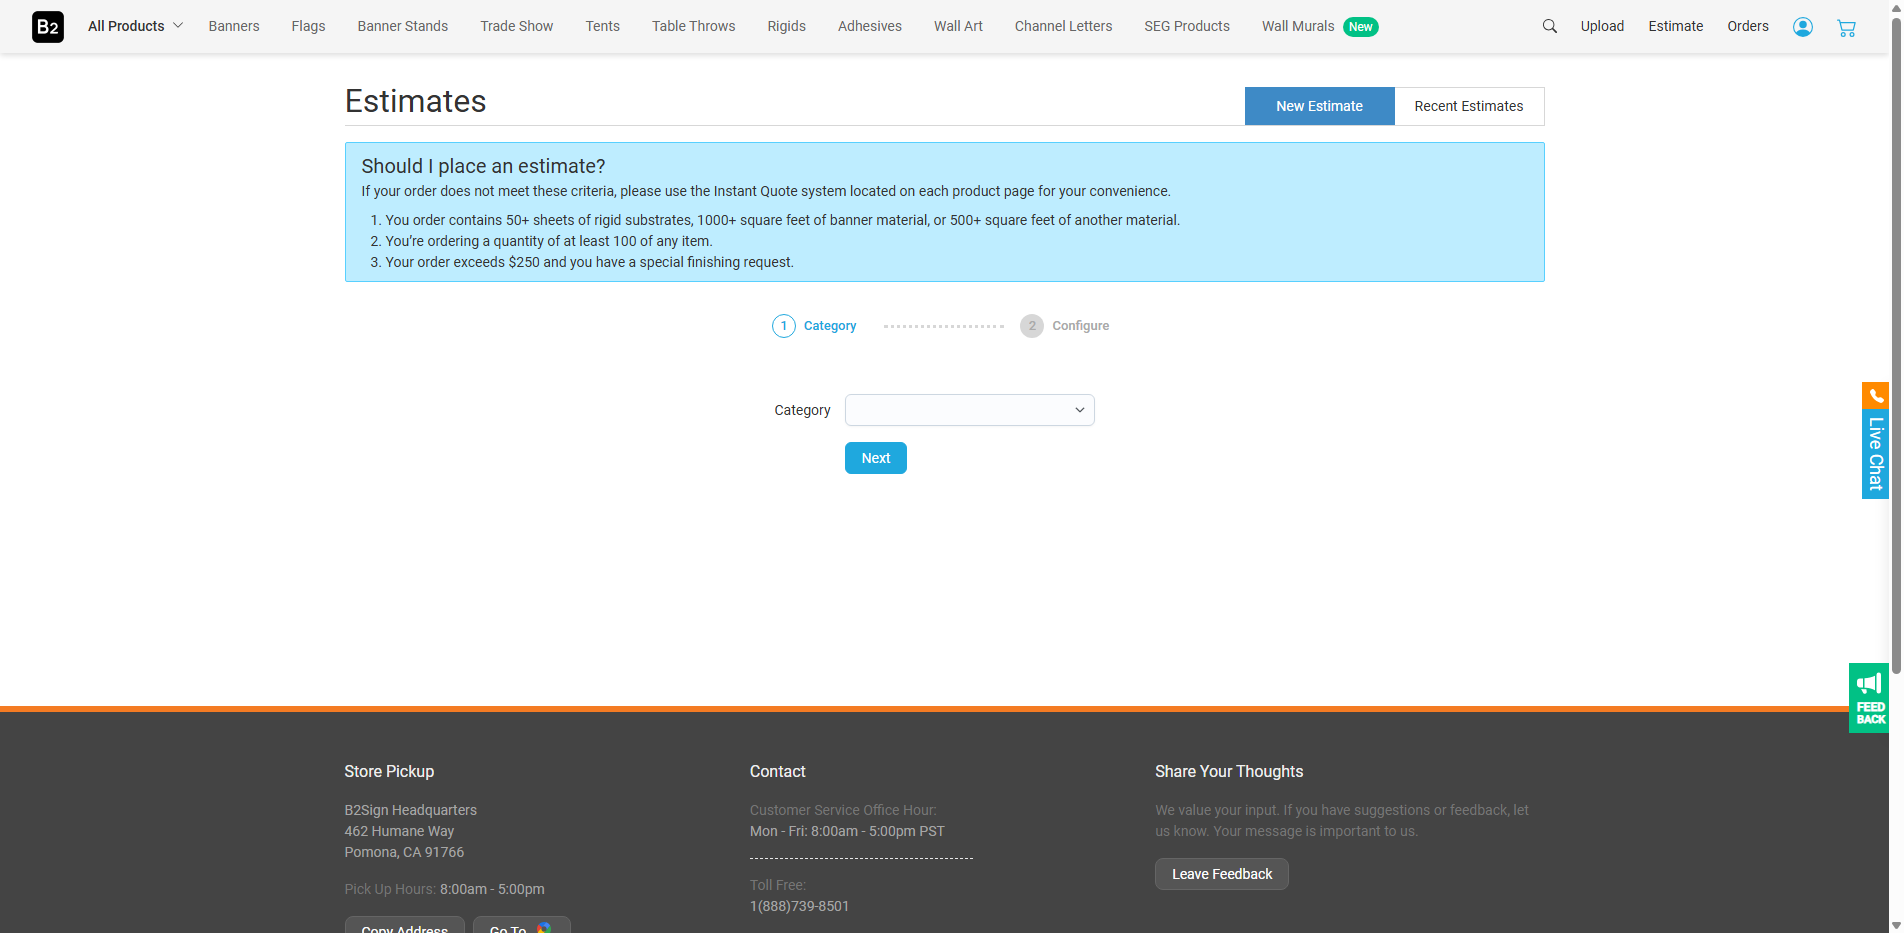 B2
All Products
Banners
Flags
Banner Stands
Trade Show
Tents
Table Throws
Rigids
Adhesives
Wall Art
Channel Letters
SEG Products
Wall Murals
New
Upload
Estimate
Orders
Estimates
New Estimate
Recent Estimates
Should I place an estimate?
If your order does not meet these criteria, please use the Instant Quote system located on each product page for your convenience.
1. You order contains 50+ sheets of rigid substrates, 1000+ square feet of banner material, or 500+ square feet of another material.
2. You’re ordering a quantity of at least 100 of any item.
3. Your order exceeds $250 and you have a special finishing request.
1 Category
2 Configure
Category
Next
Live Chat
FEED
BACK
Store Pickup
B2Sign Headquarters
462 Humane Way
Pomona, CA 91766
Pick Up Hours: 8:00am - 5:00pm
Copy Address
Go To
Contact
Customer Service Office Hour:
Mon - Fri: 8:00am - 5:00pm PST
Toll Free:
1(888)739-8501
Share Your Thoughts
We value your input. If you have suggestions or feedback, let
us know. Your message is important to us.
Leave Feedback